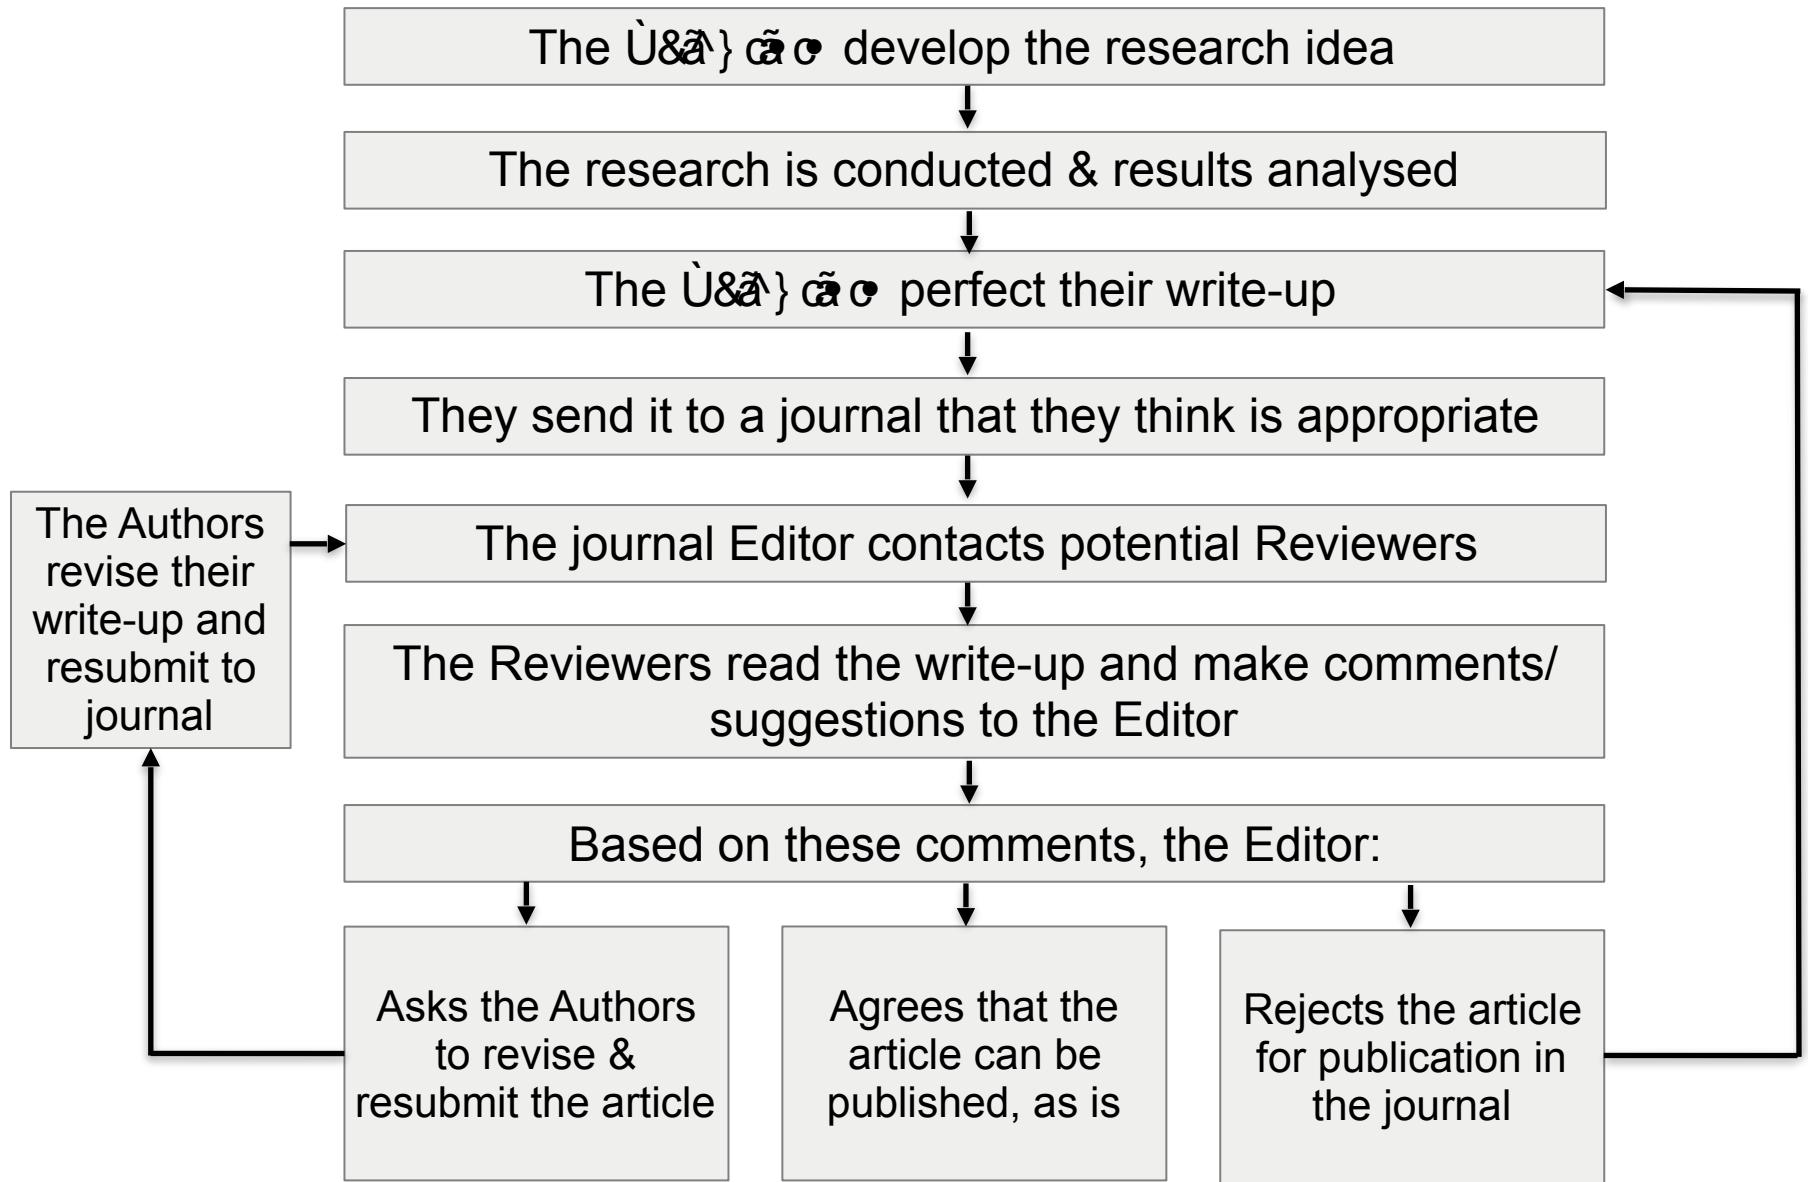 The develop the research idea
The research is conducted & results analysed
The perfect their write-up
They send it to a journal that they think is appropriate
The Authors
revise their
write-up and
resubmit to
journal
The journal Editor contacts potential Reviewers
The Reviewers read the write-up and make comments/
suggestions to the Editor
Based on these comments, the Editor:
Asks the Authors
to revise &
resubmit the article
Agrees that the
article can be
published, as is
Rejects the article
for publication in
the journal